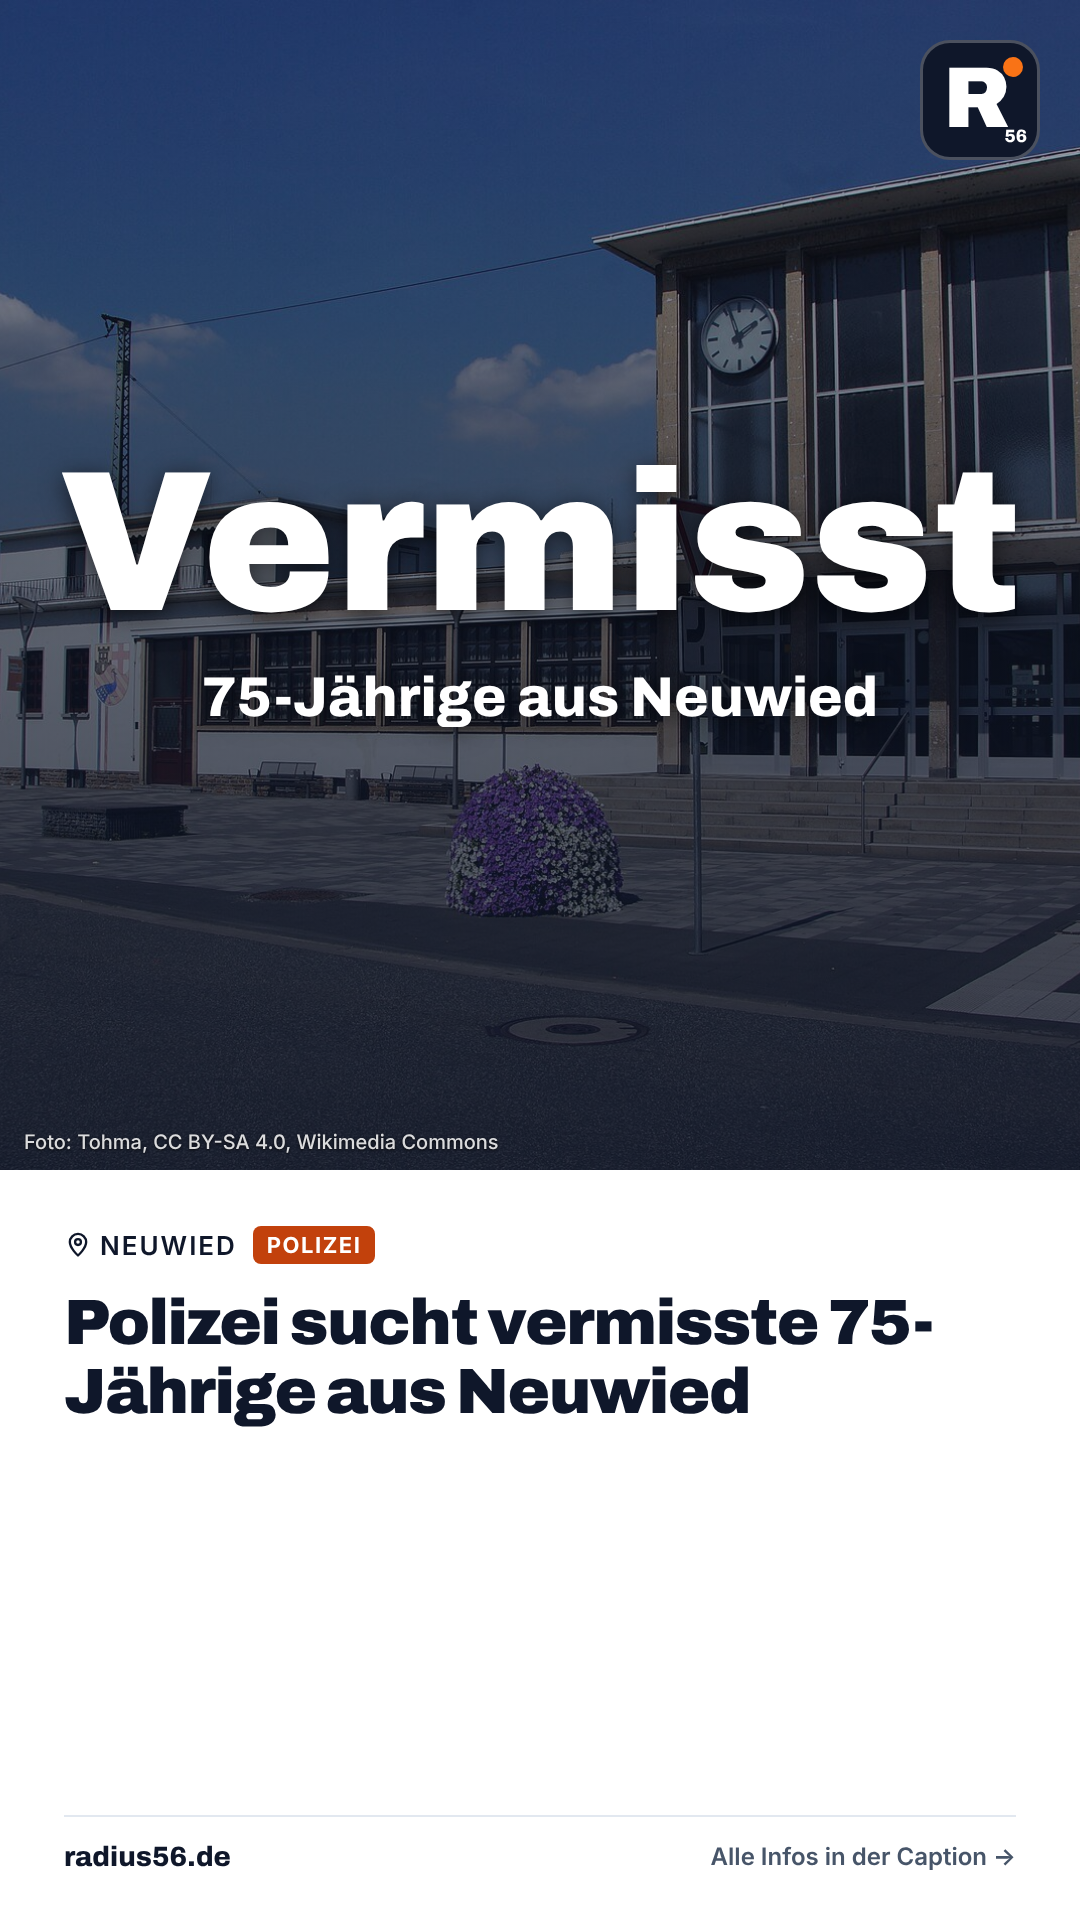 R
56
Vermisst
75-Jährige aus Neuwied
Foto: Tohma, CC BY-SA 4.0, Wikimedia Commons
NEUWIED POLIZEI
Polizei sucht vermisste 75-
Jährige aus Neuwied
radius56.de Alle Infos in der Caption →